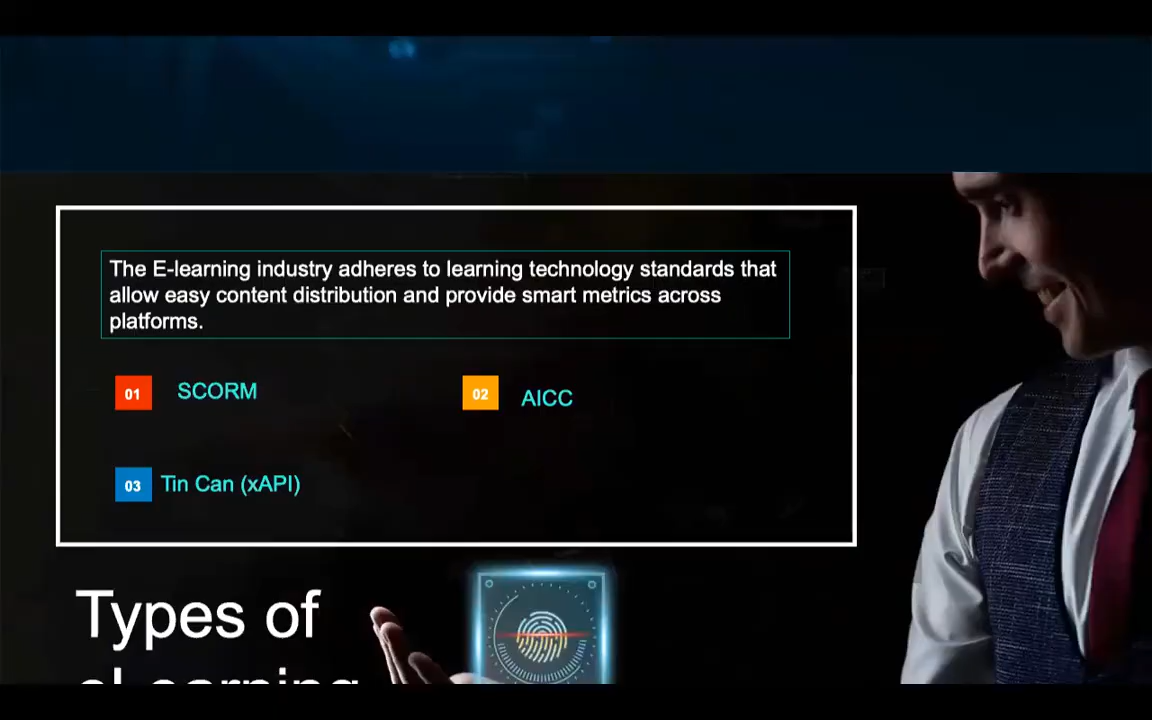 The E-learning industry adheres to learning technology standards that
allow easy content distribution and provide smart metrics across
platforms.
01 SCORM
02 AICC
03 Tin Can (xAPI)
Types of
eLearning